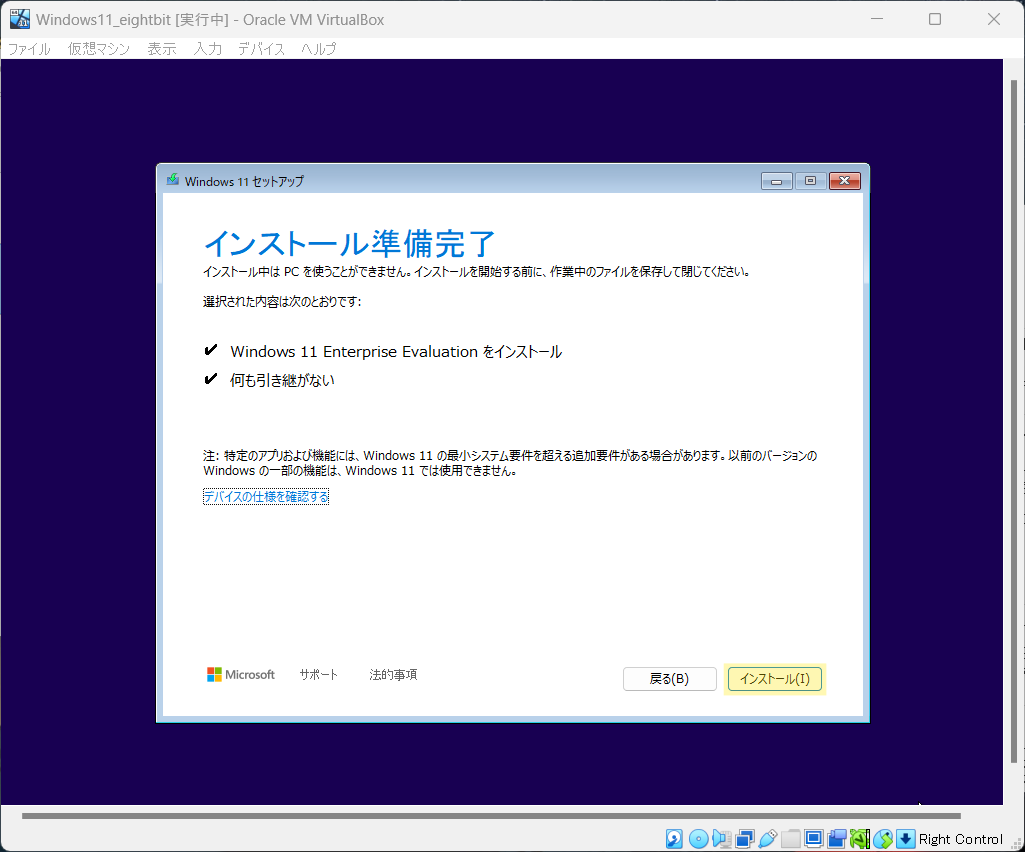 Windows11_eightbit [実行中] - Oracle VM VirtualBox
ファイル 仮想マシン 表示 入力 デバイス ヘルプ
Windows 11 セットアップ
インストール準備完了
インストール中は PC を使うことができません。インストールを開始する前に、作業中のファイルを保存して閉じてください。
選択された内容は次のとおりです:
✔ Windows 11 Enterprise Evaluation をインストール
✔ 何も引き継がない
注: 特定のアプリおよび機能には、Windows 11 の最小システム要件を超える追加要件がある場合があります。以前のバージョンの
Windows の一部の機能は、Windows 11 では使用できません。
デバイスの仕様を確認する
Microsoft サポート 法的事項 戻る(B) インストール(I)
Right Control